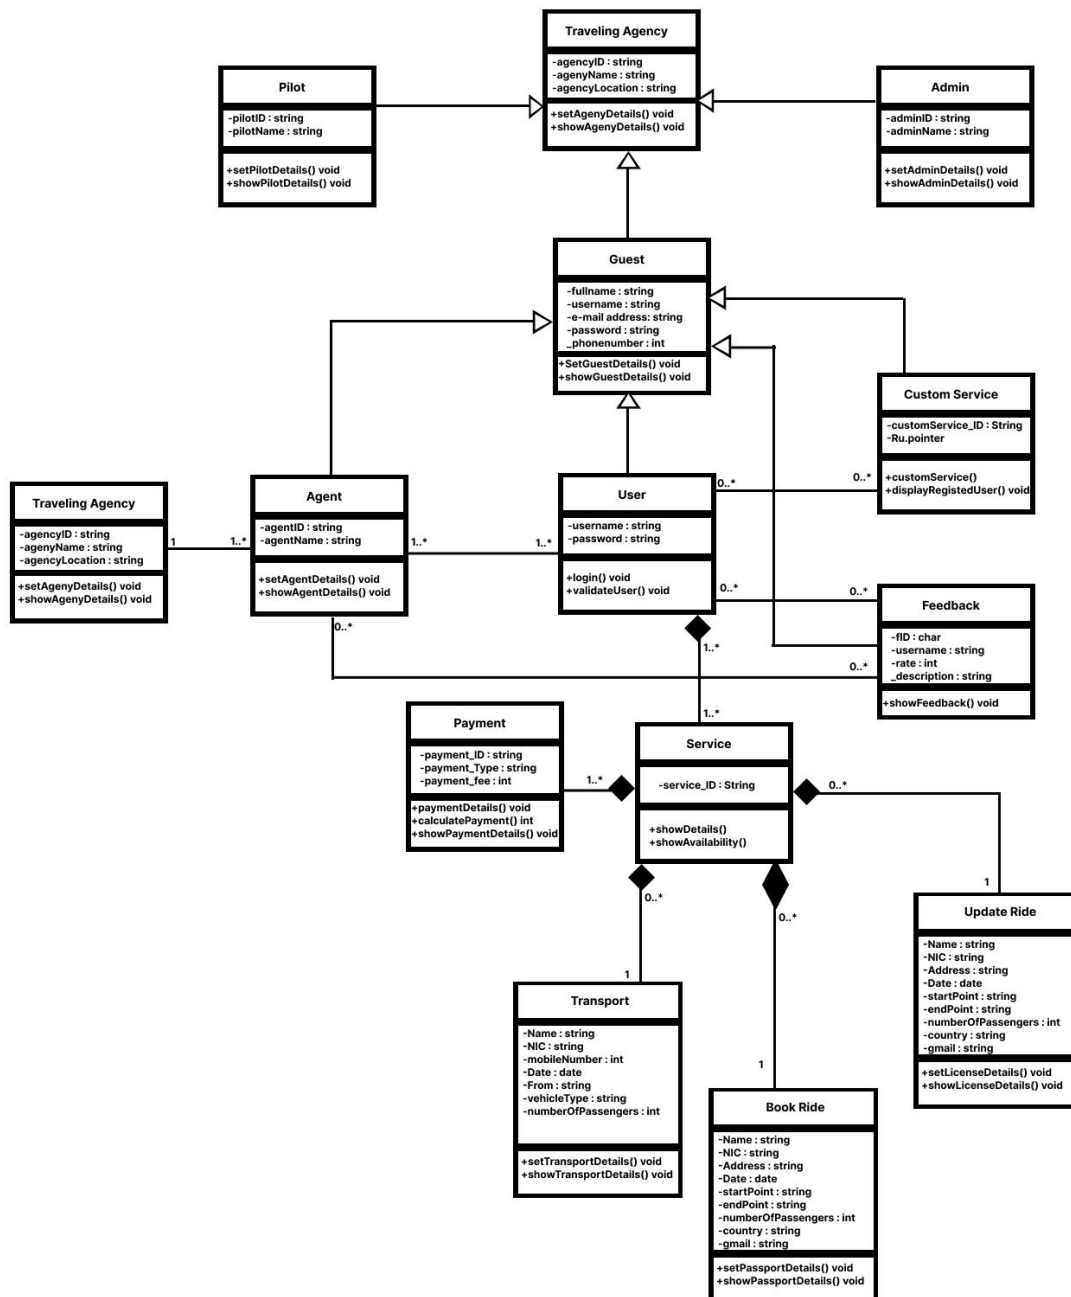 Traveling Agency
-agencyID : string
-agenyName : string
-agencyLocation : string
+setAgenyDetails() void
+showAgenyDetails() void
Pilot
-pilotID : string
-pilotName : string
+setPilotDetails() void
+showPilotDetails() void
Admin
-adminID : string
-adminName : string
+setAdminDetails() void
+showAdminDetails() void
Guest
-fullname : string
-username : string
-e-mail address: string
-password : string
_phonenumber : int
+SetGuestDetails() void
+showGuestDetails() void
Custom Service
-customService_ID : String
-Ru.pointer
+customService()
+displayRegistedUser() void
Traveling Agency
-agencyID : string
-agenyName : string
-agencyLocation : string
+setAgenyDetails() void
+showAgenyDetails() void
1
1..*
Agent
-agentID : string
-agentName : string
+setAgentDetails() void
+showAgentDetails() void
1..*
1..*
User
-username : string
-password : string
+login() void
+validateUser() void
0..*
0..*
0..*
0..*
Feedback
-fID : char
-username : string
-rate : int
_description : string
+showFeedback() void
0..*
0..*
1..*
1..*
Payment
-payment_ID : string
-payment_Type : string
-payment_fee : int
+paymentDetails() void
+calculatePayment() int
+showPaymentDetails() void
1..*
Service
-service_ID : String
+showDetails()
+showAvailability()
0..*
1
0..*
1
0..*
1
Update Ride
-Name : string
-NIC : string
-Address : string
-Date : date
-startPoint : string
-endPoint : string
-numberOfPassengers : int
-country : string
-gmail : string
+setLicenseDetails() void
+showLicenseDetails() void
Transport
-Name : string
-NIC : string
-mobileNumber : int
-Date : date
-From : string
-vehicleType : string
-numberOfPassengers : int
+setTransportDetails() void
+showTransportDetails() void
Book Ride
-Name : string
-NIC : string
-Address : string
-Date : date
-startPoint : string
-endPoint : string
-numberOfPassengers : int
-country : string
-gmail : string
+setPassportDetails() void
+showPassportDetails() void